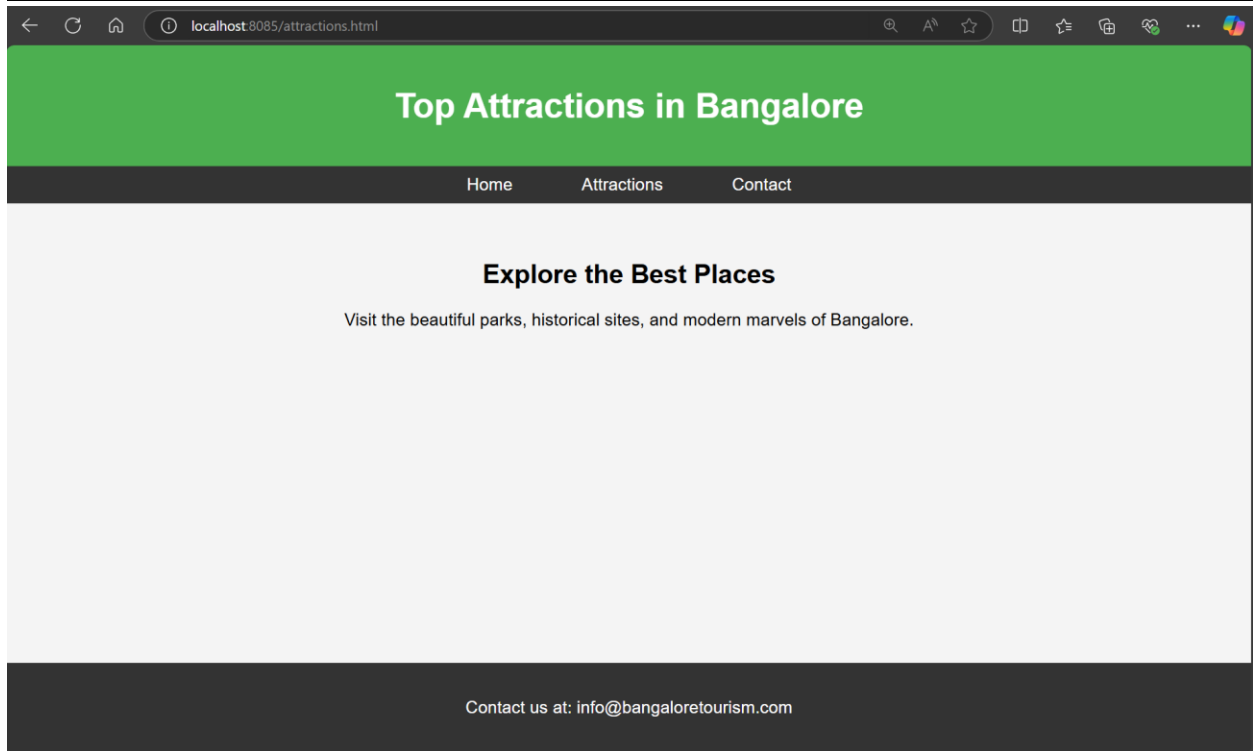 localhost:8085/attractions.html
Top Attractions in Bangalore
Home Attractions Contact
Explore the Best Places
Visit the beautiful parks, historical sites, and modern marvels of Bangalore.
Contact us at: info@bangaloretourism.com